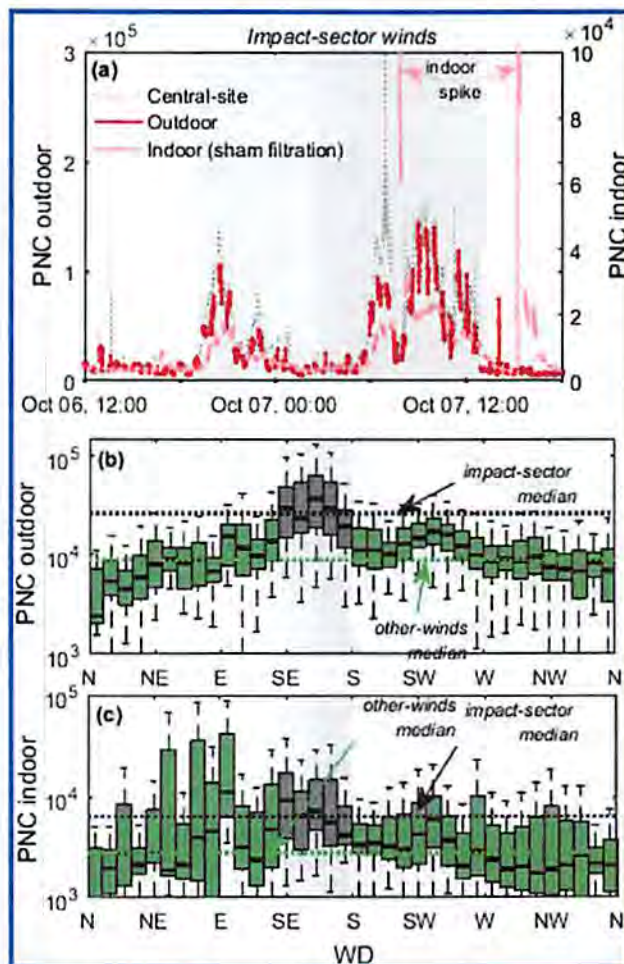 × 10⁵ Impact-sector winds × 10⁴
(a)
indoor
spike
Central-site
Outdoor
Indoor (sham filtration)
PNC outdoor
PNC indoor
3
2
1
0
10
8
6
4
2
0
Oct 06, 12:00 Oct 07, 00:00 Oct 07, 12:00
(b)
impact-sector
median
other-winds
median
PNC outdoor
10⁵
10⁴
10³
N NE E SE S SW W NW N
(c)
other-winds
median
impact-sector
median
PNC indoor
10⁵
10⁴
10³
N NE E SE S SW W NW N
WD